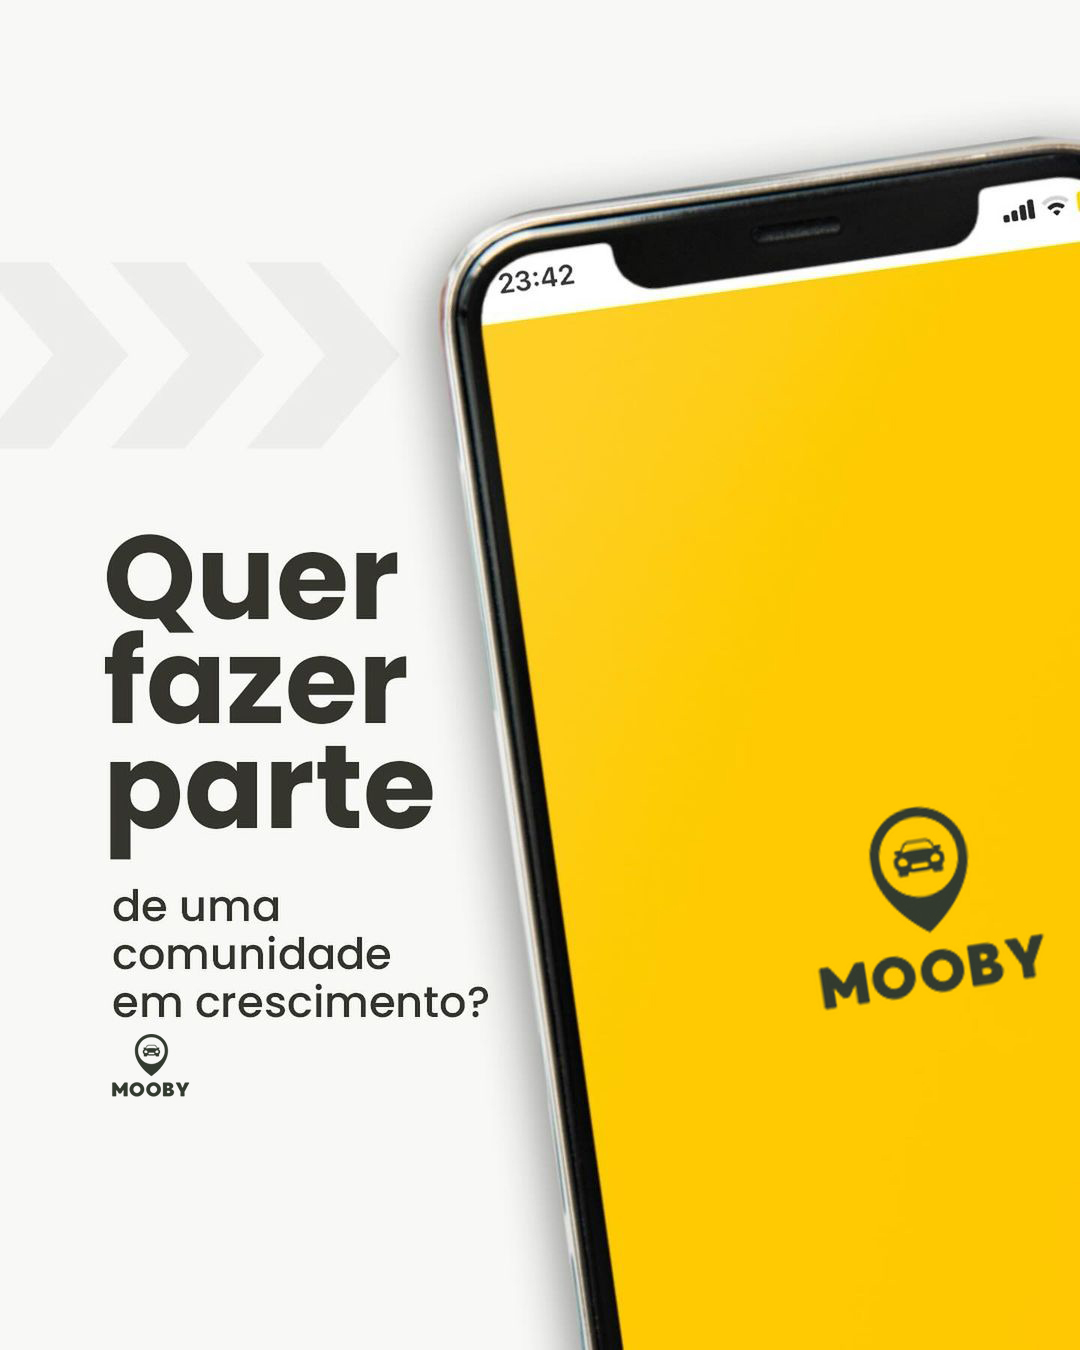 23:42
Quer
fazer
parte
de uma
comunidade
em crescimento?
MOOBY
MOOBY